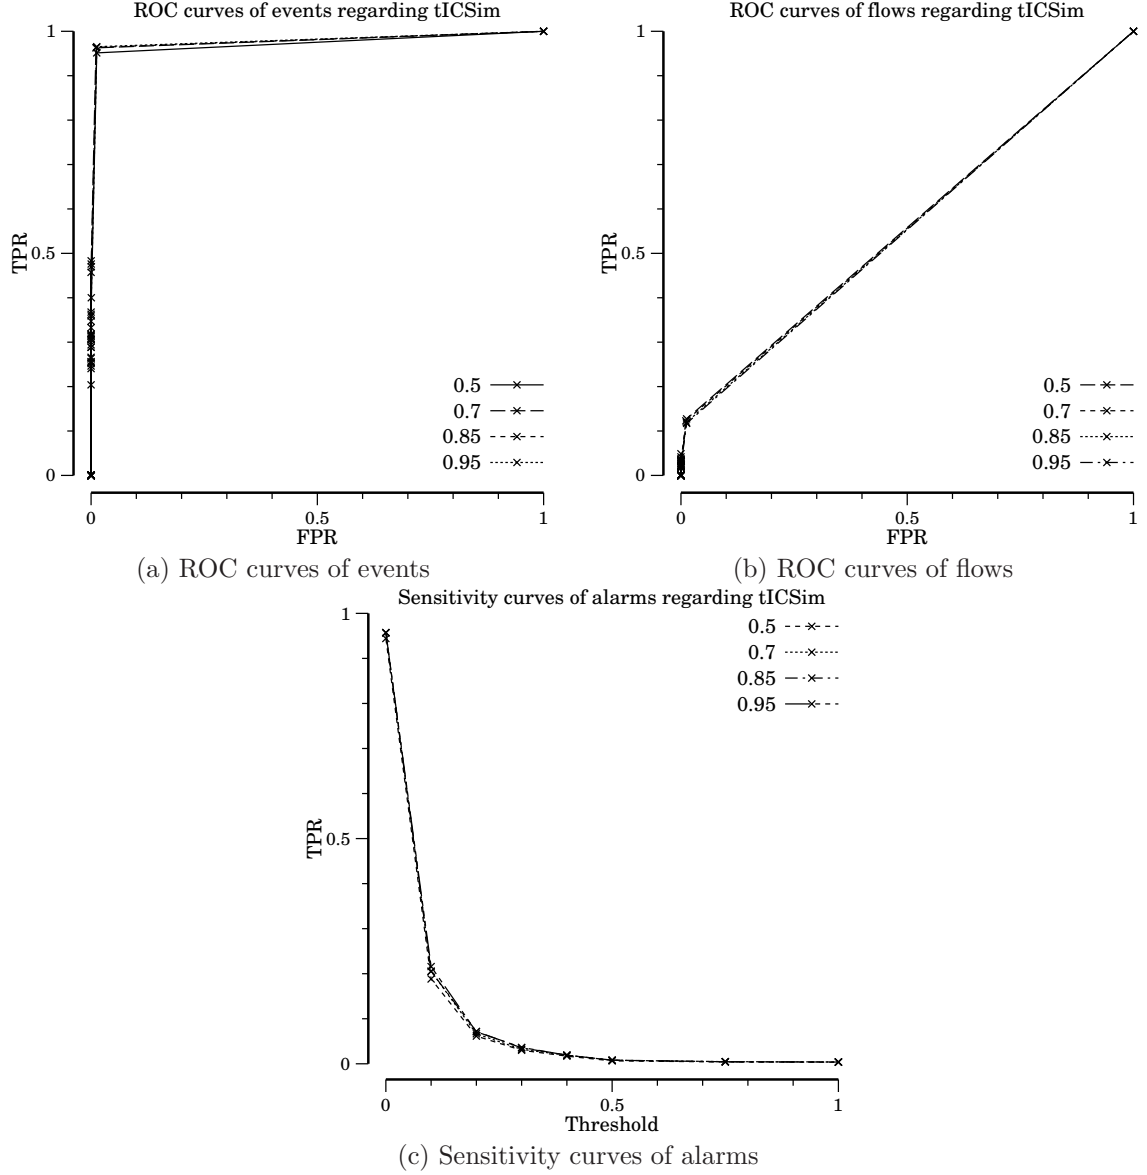 ROC curves of events regarding tICSim
1
TPR
0.5
0.5
0.7
0.85
0.95
0
0
0.5
1
FPR
(a) ROC curves of events
ROC curves of flows regarding tICSim
1
TPR
0.5
0.5
0.7
0.85
0.95
0
0
0.5
1
FPR
(b) ROC curves of flows
Sensitivity curves of alarms regarding tICSim
1
0.5
0.7
0.85
0.95
TPR
0.5
0
0
0.5
1
Threshold
(c) Sensitivity curves of alarms